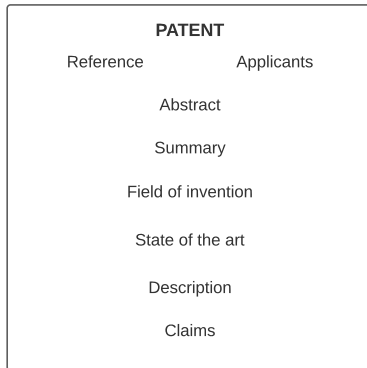 PATENT
Reference Applicants
Abstract
Summary
Field of invention
State of the art
Description
Claims